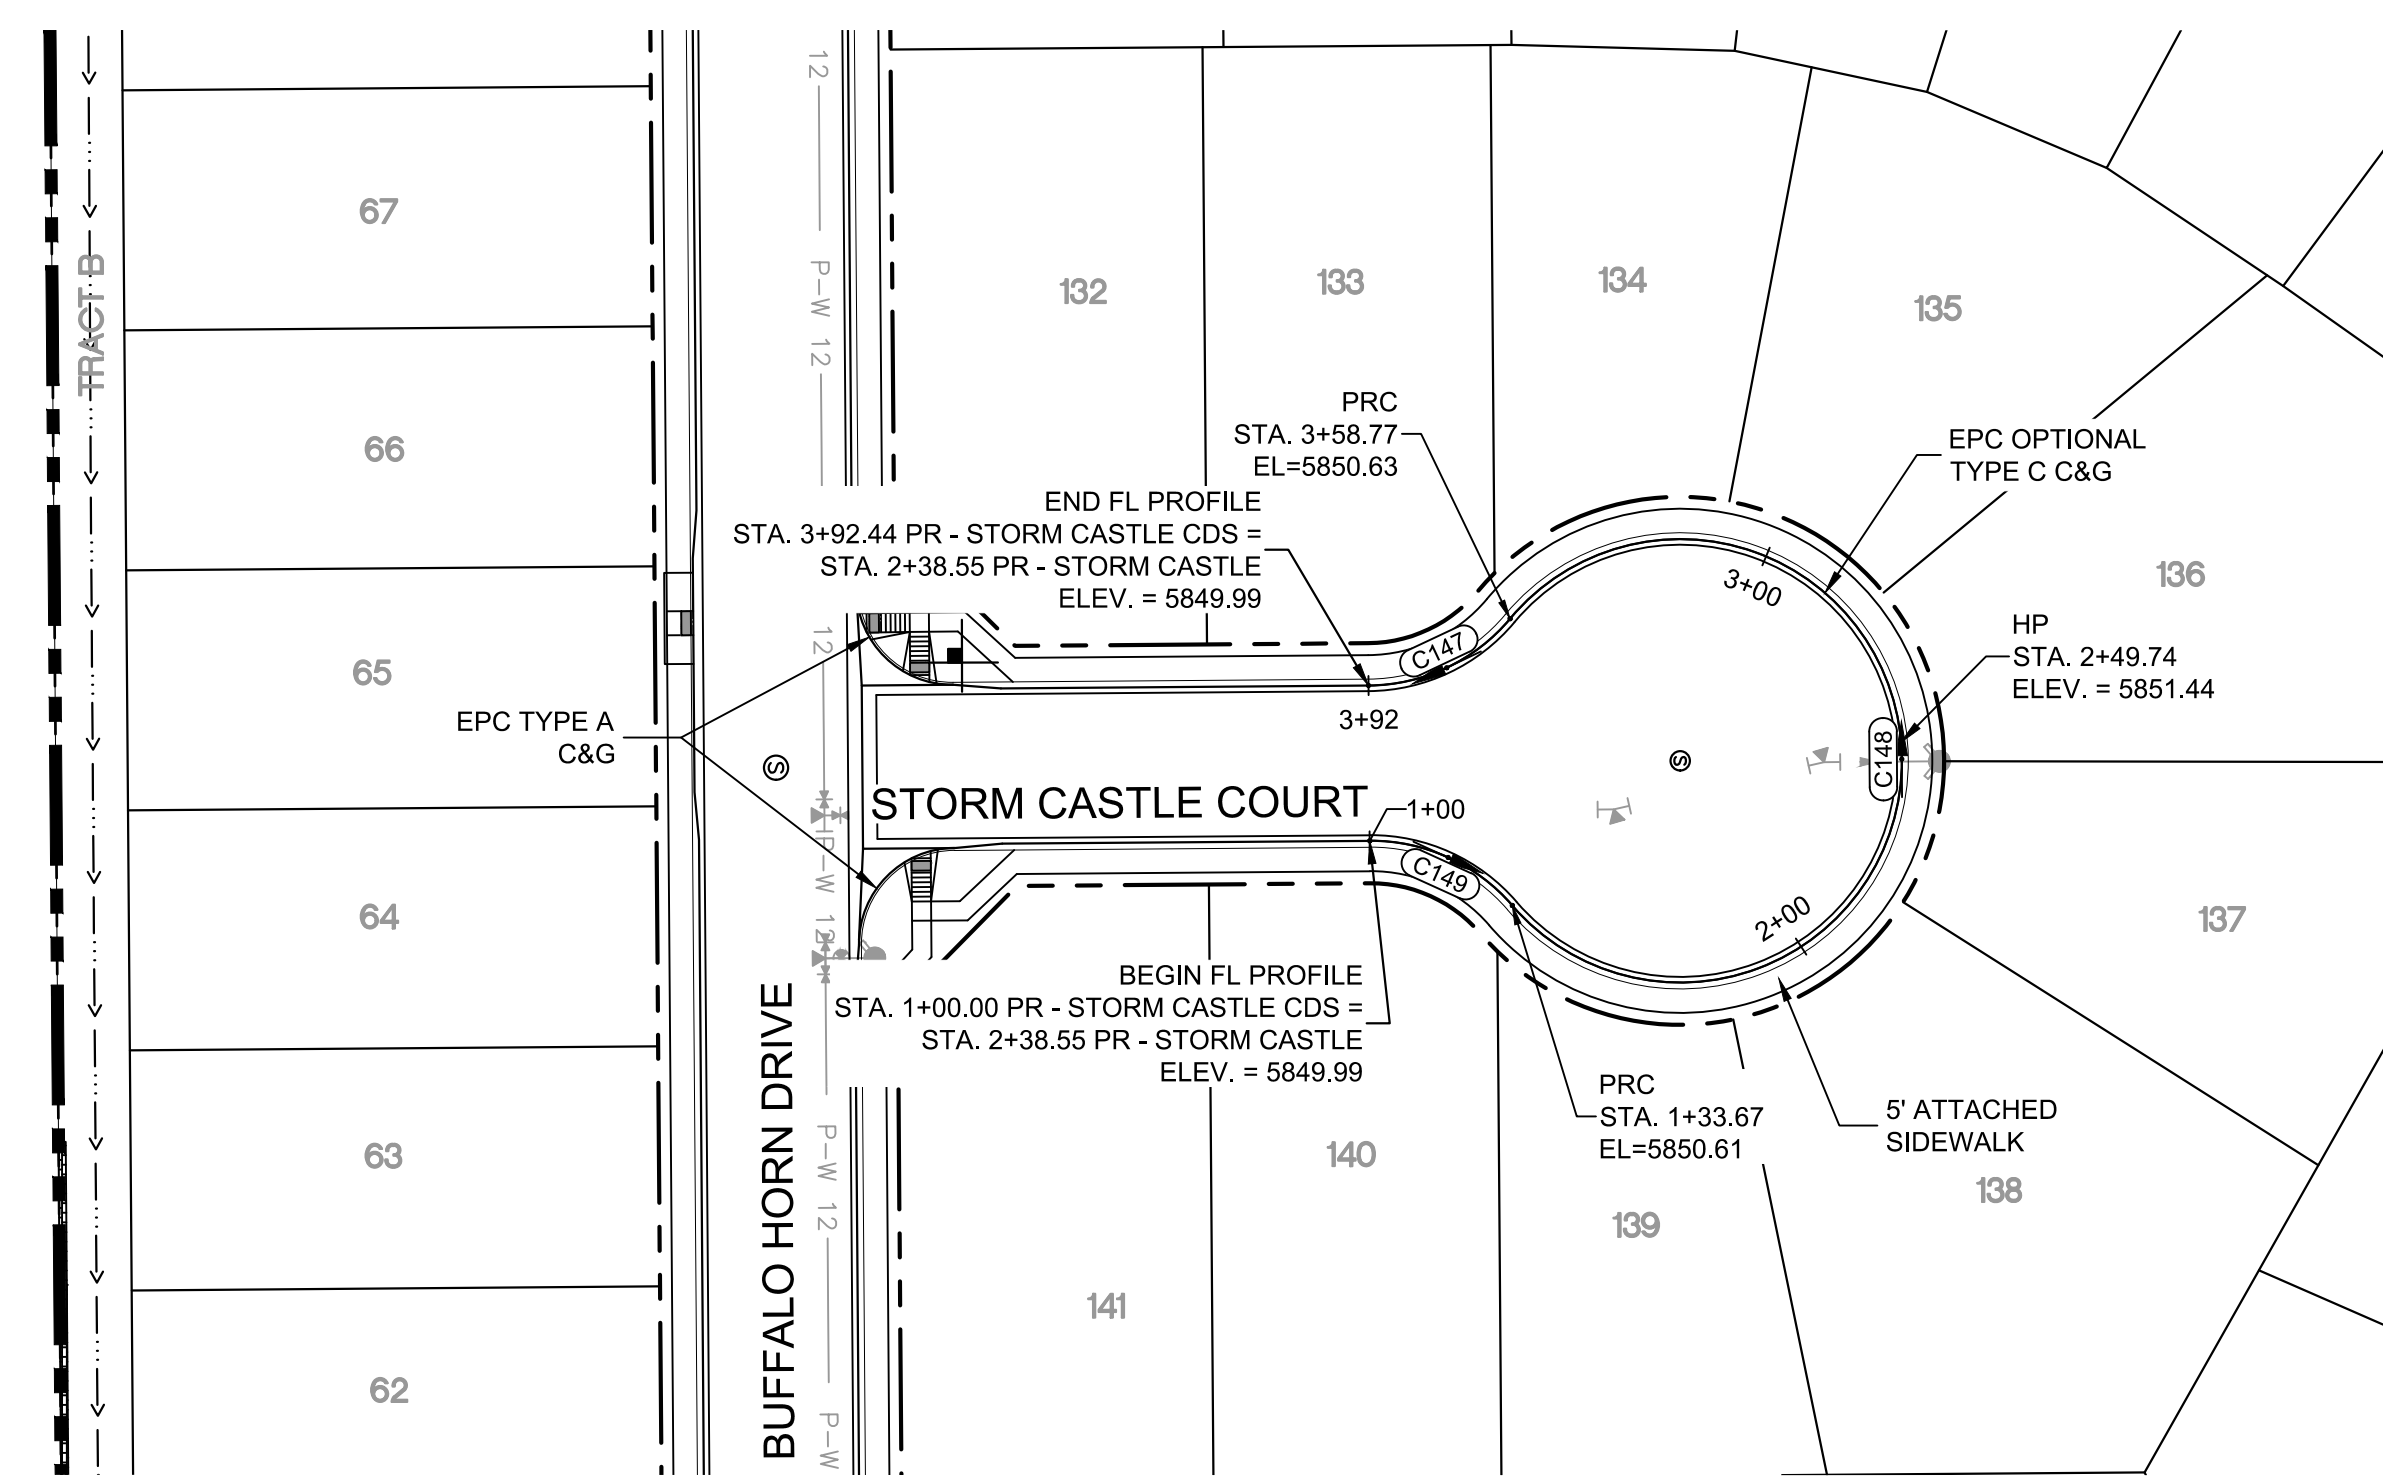 12
P-W
12
67
TRACT B
132
133
134
135
66
PRC
STA. 3+58.77
EL=5850.63
EPC OPTIONAL
TYPE C C&G
END FL PROFILE
STA. 3+92.44 PR - STORM CASTLE CDS =
STA. 2+38.55 PR - STORM CASTLE
ELEV. = 5849.99
3+00
136
HP
STA. 2+49.74
ELEV. = 5851.44
65
12
C147
EPC TYPE A
C&G
3+92
S
S
C148
STORM CASTLE COURT
1+00
P-W
12
C149
64
2+00
137
BEGIN FL PROFILE
STA. 1+00.00 PR - STORM CASTLE CDS =
STA. 2+38.55 PR - STORM CASTLE
ELEV. = 5849.99
BUFFALO HORN DRIVE
PRC
STA. 1+33.67
EL=5850.61
5' ATTACHED
SIDEWALK
63
P-W
12
140
138
139
141
62
P-W